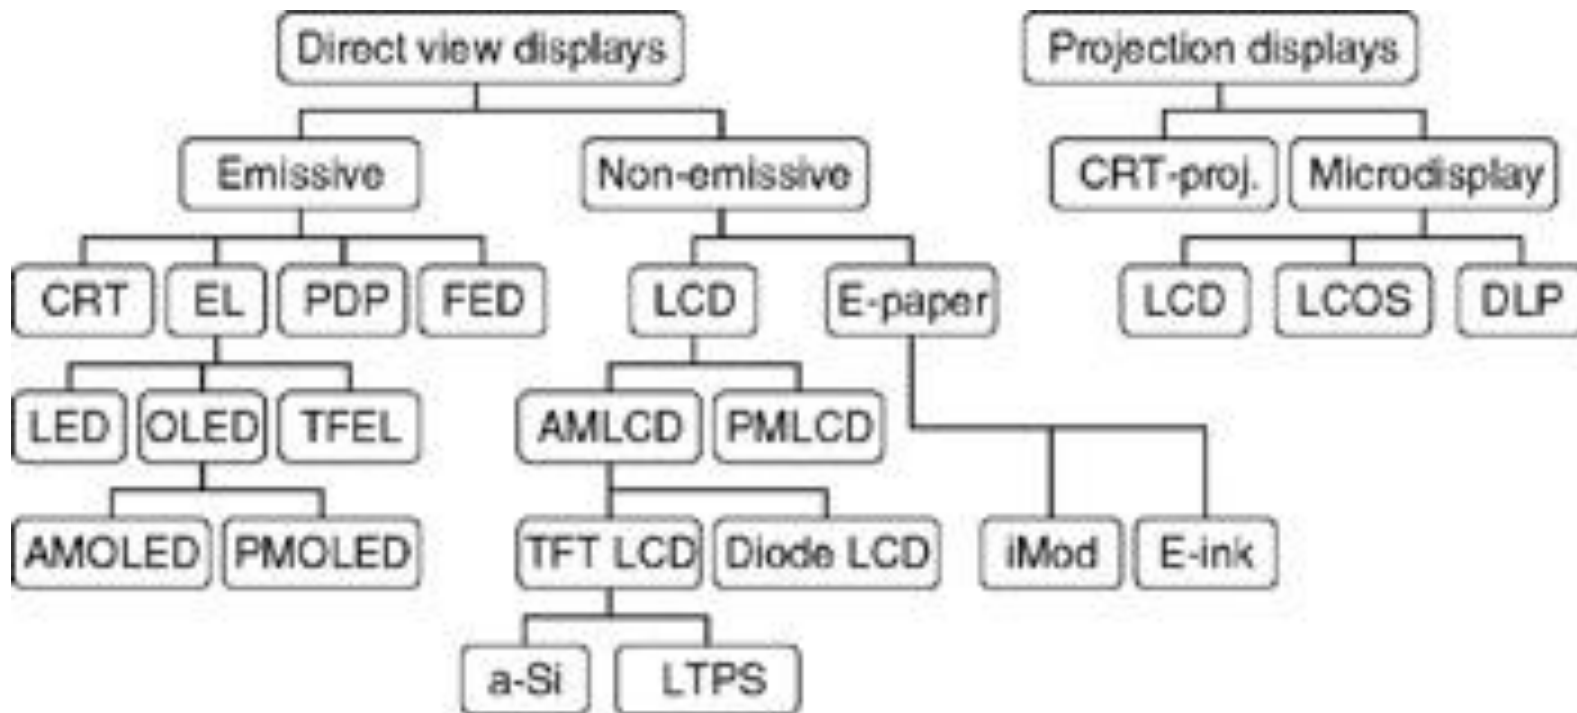 Direct view displays
Projection displays
Emissive
Non-emissive
CRT-proj.
Microdisplay
CRT
EL
PDP
FED
LCD
E-paper
LCD
LCOS
DLP
LED
OLED
TFEL
AMLCD
PMLCD
AMOLED
PMOLED
TFT LCD
Diode LCD
iMod
E-ink
a-Si
LTPS